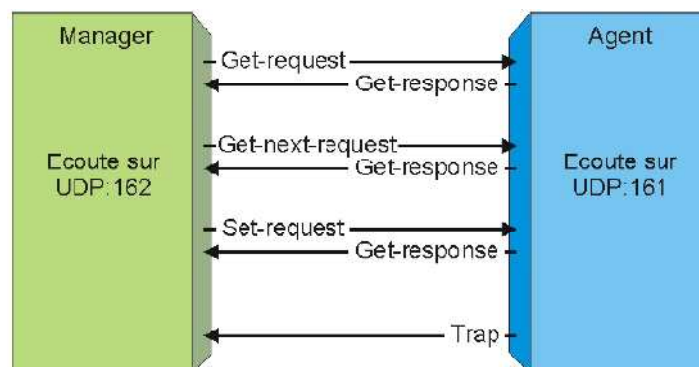 Manager
Agent
Get-request
Get-response
Get-next-request
Get-response
Ecoute sur
UDP:162
Ecoute sur
UDP:161
Set-request
Get-response
Trap